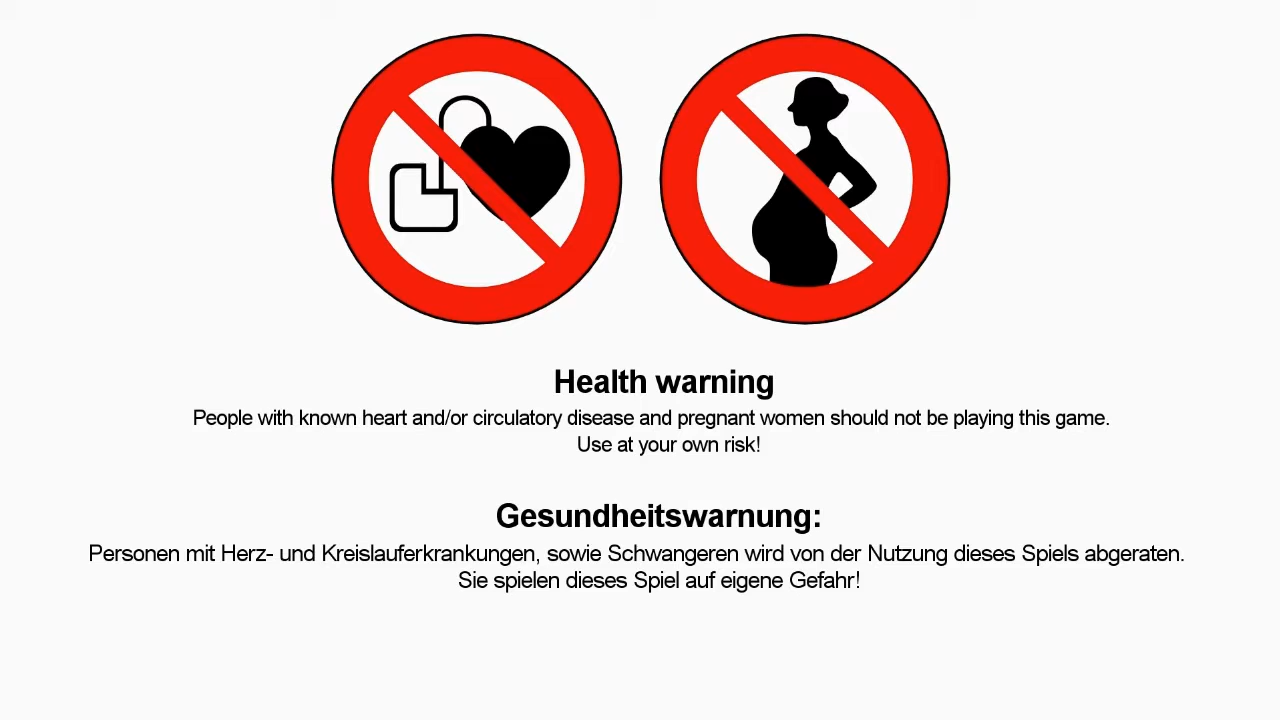 Health warning
People with known heart and/or circulatory disease and pregnant women should not be playing this game.
Use at your own risk!
Gesundheitswarnung:
Personen mit Herz- und Kreislauferkrankungen, sowie Schwangeren wird von der Nutzung dieses Spiels abgeraten.
Sie spielen dieses Spiel auf eigene Gefahr!